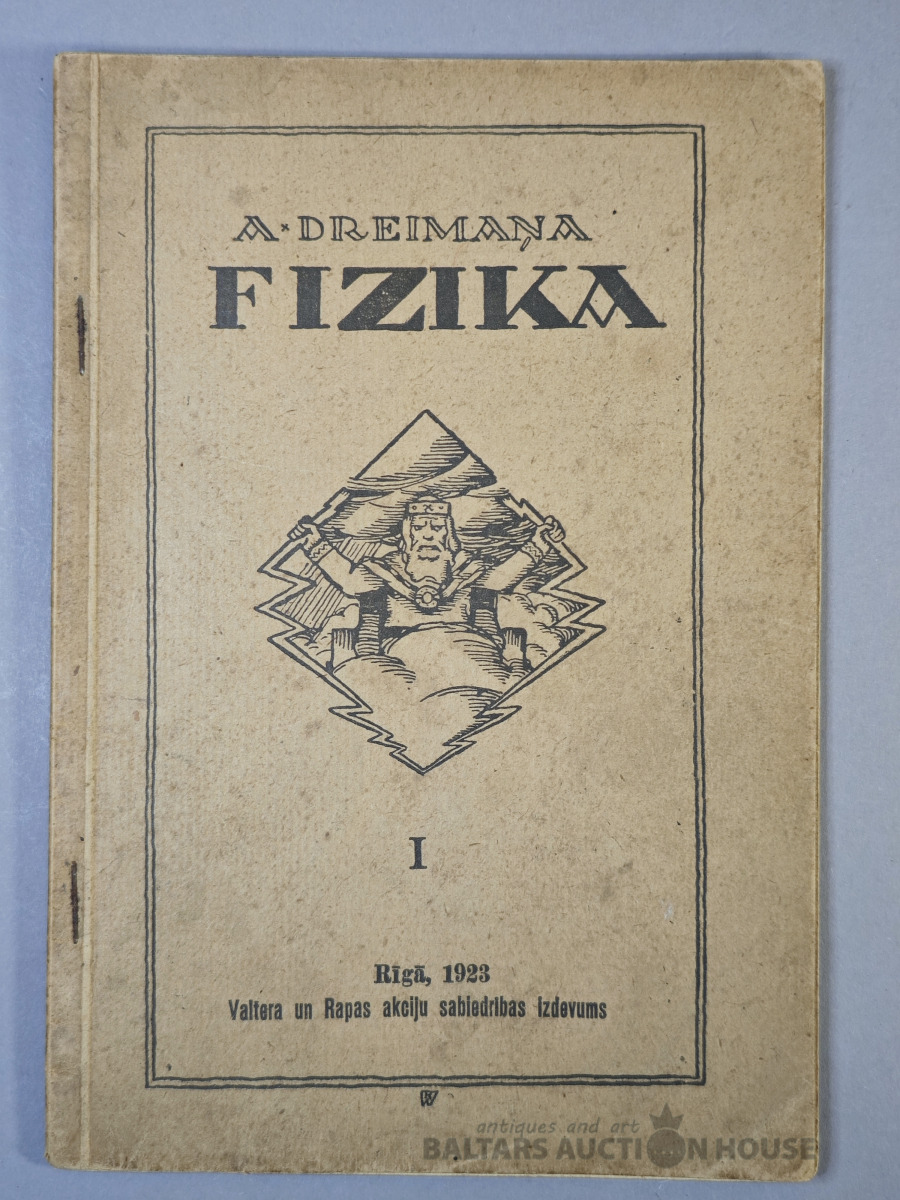 A × DREIMAŅA
FIZIKA
I
Rīgā, 1923
Valtera un Rapas akciju sabiedrības izdevums
antiques and art
BALTARS AUCTION HOUSE